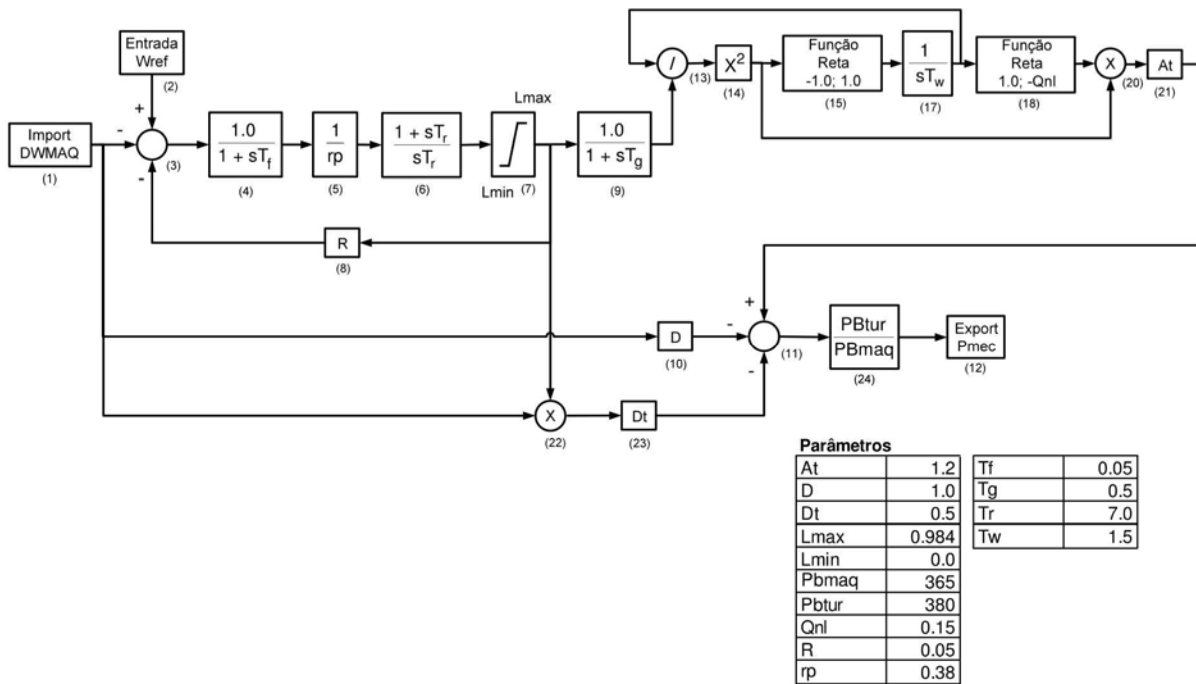 Entrada
Wref
(2)
+
Import
DWMAQ
(1)
-
-
(3)
1.0
1 + sTf
(4)
1
rp
(5)
1 + sTr
sTr
(6)
Lmax
Lmin
(7)
1.0
1 + sTg
(9)
R
(8)
/
(13)
X²
(14)
Função
Reta
-1.0; 1.0
(15)
1
sTw
(17)
Função
Reta
1.0; -Qnl
(18)
X
(20)
At
(21)
D
(10)
+
-
-
(11)
PBtur
PBmaq
(24)
Export
Pmec
(12)
X
(22)
Dt
(23)
Parâmetros
At 1.2
D 1.0
Dt 0.5
Lmax 0.984
Lmin 0.0
Pbmaq 365
Pbtur 380
Qnl 0.15
R 0.05
rp 0.38
Tf 0.05
Tg 0.5
Tr 7.0
Tw 1.5